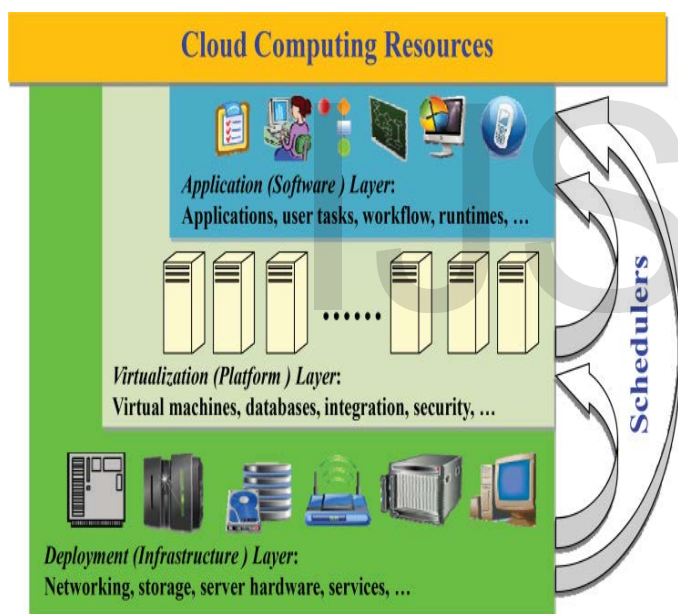 Cloud Computing Resources
Application (Software ) Layer:
Applications, user tasks, workflow, runtimes, …
Virtualization (Platform ) Layer:
Virtual machines, databases, integration, security, …
Deployment (Infrastructure ) Layer:
Networking, storage, server hardware, services, …
Schedulers
IJS